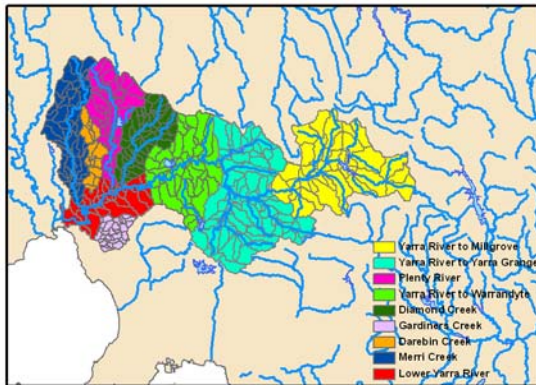 Yarra River to Millgrove
Yarra River to Yarra Grange
Plenty River
Yarra River to Warrandyte
Diamond Creek
Gardiners Creek
Darebin Creek
Merri Creek
Lower Yarra River